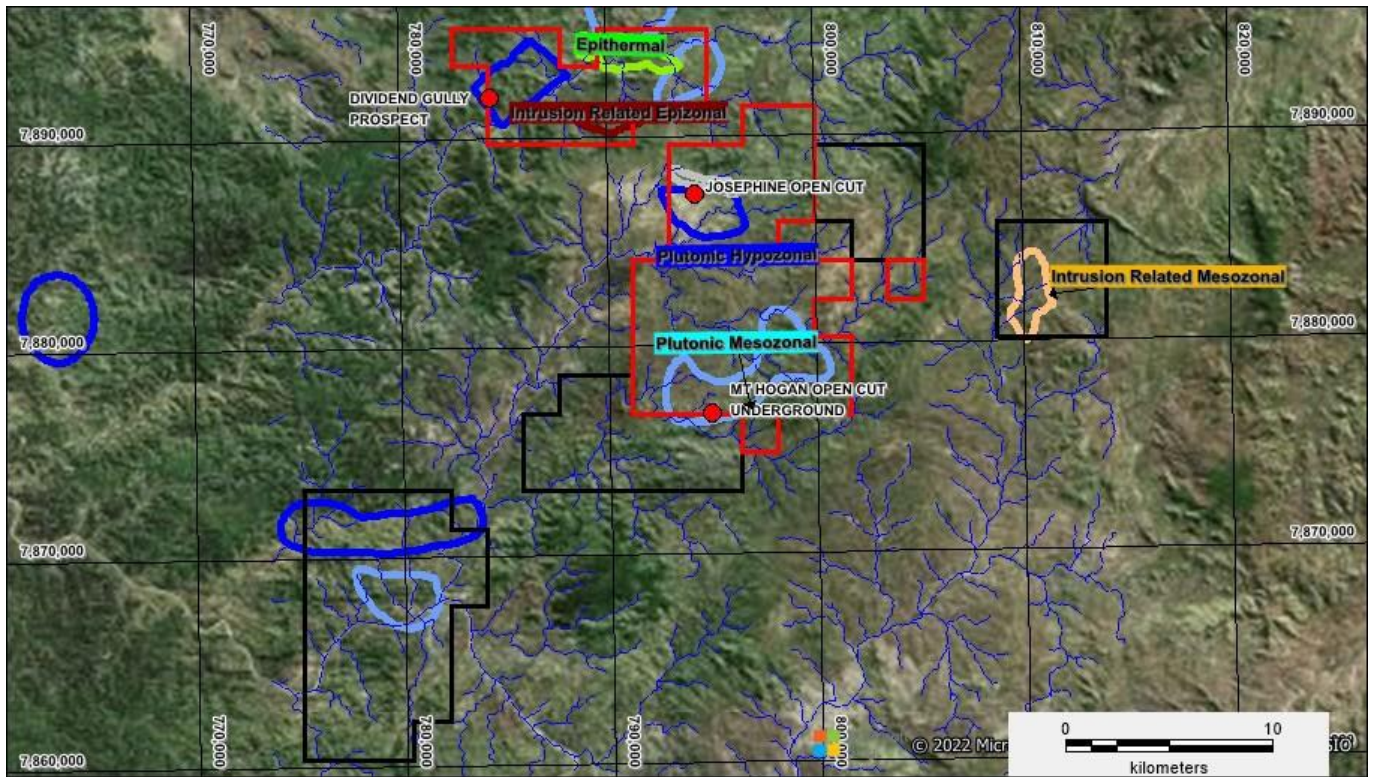 770,000
780,000
800,000
810,000
820,000
Epithermal
DIVIDEND GULLY
PROSPECT
Intrusion Related Epizonal
7,890,000
7,890,000
JOSEPHINE OPEN CUT
Plutonic Hypozonal
Intrusion Related Mesozonal
7,880,000
7,880,000
Plutonic Mesozonal
MT HOGAN OPEN CUT
UNDERGROUND
7,870,000
7,870,000
770,000
780,000
790,000
7,860,000
© 2022
0 10
kilometers